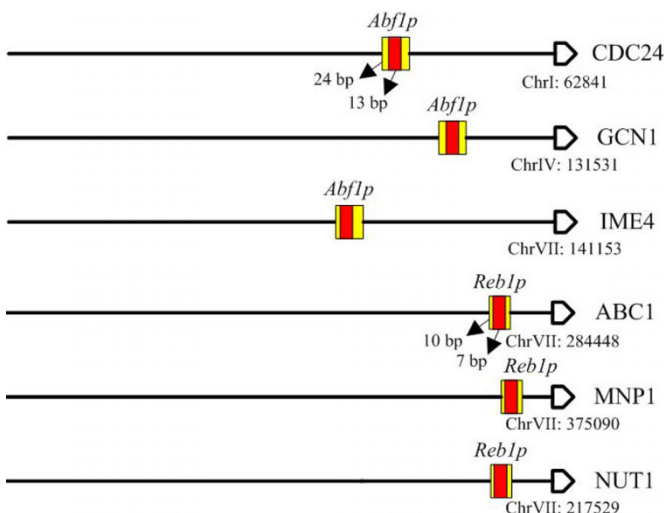 Abf1p
CDC24
24 bp
13 bp
ChrI: 62841
Abf1p
GCN1
ChrIV: 131531
Abf1p
IME4
ChrVII: 141153
Reb1p
ABC1
10 bp
7 bp
ChrVII: 284448
Reb1p
MNP1
ChrVII: 375090
Reb1p
NUT1
ChrVII: 217529